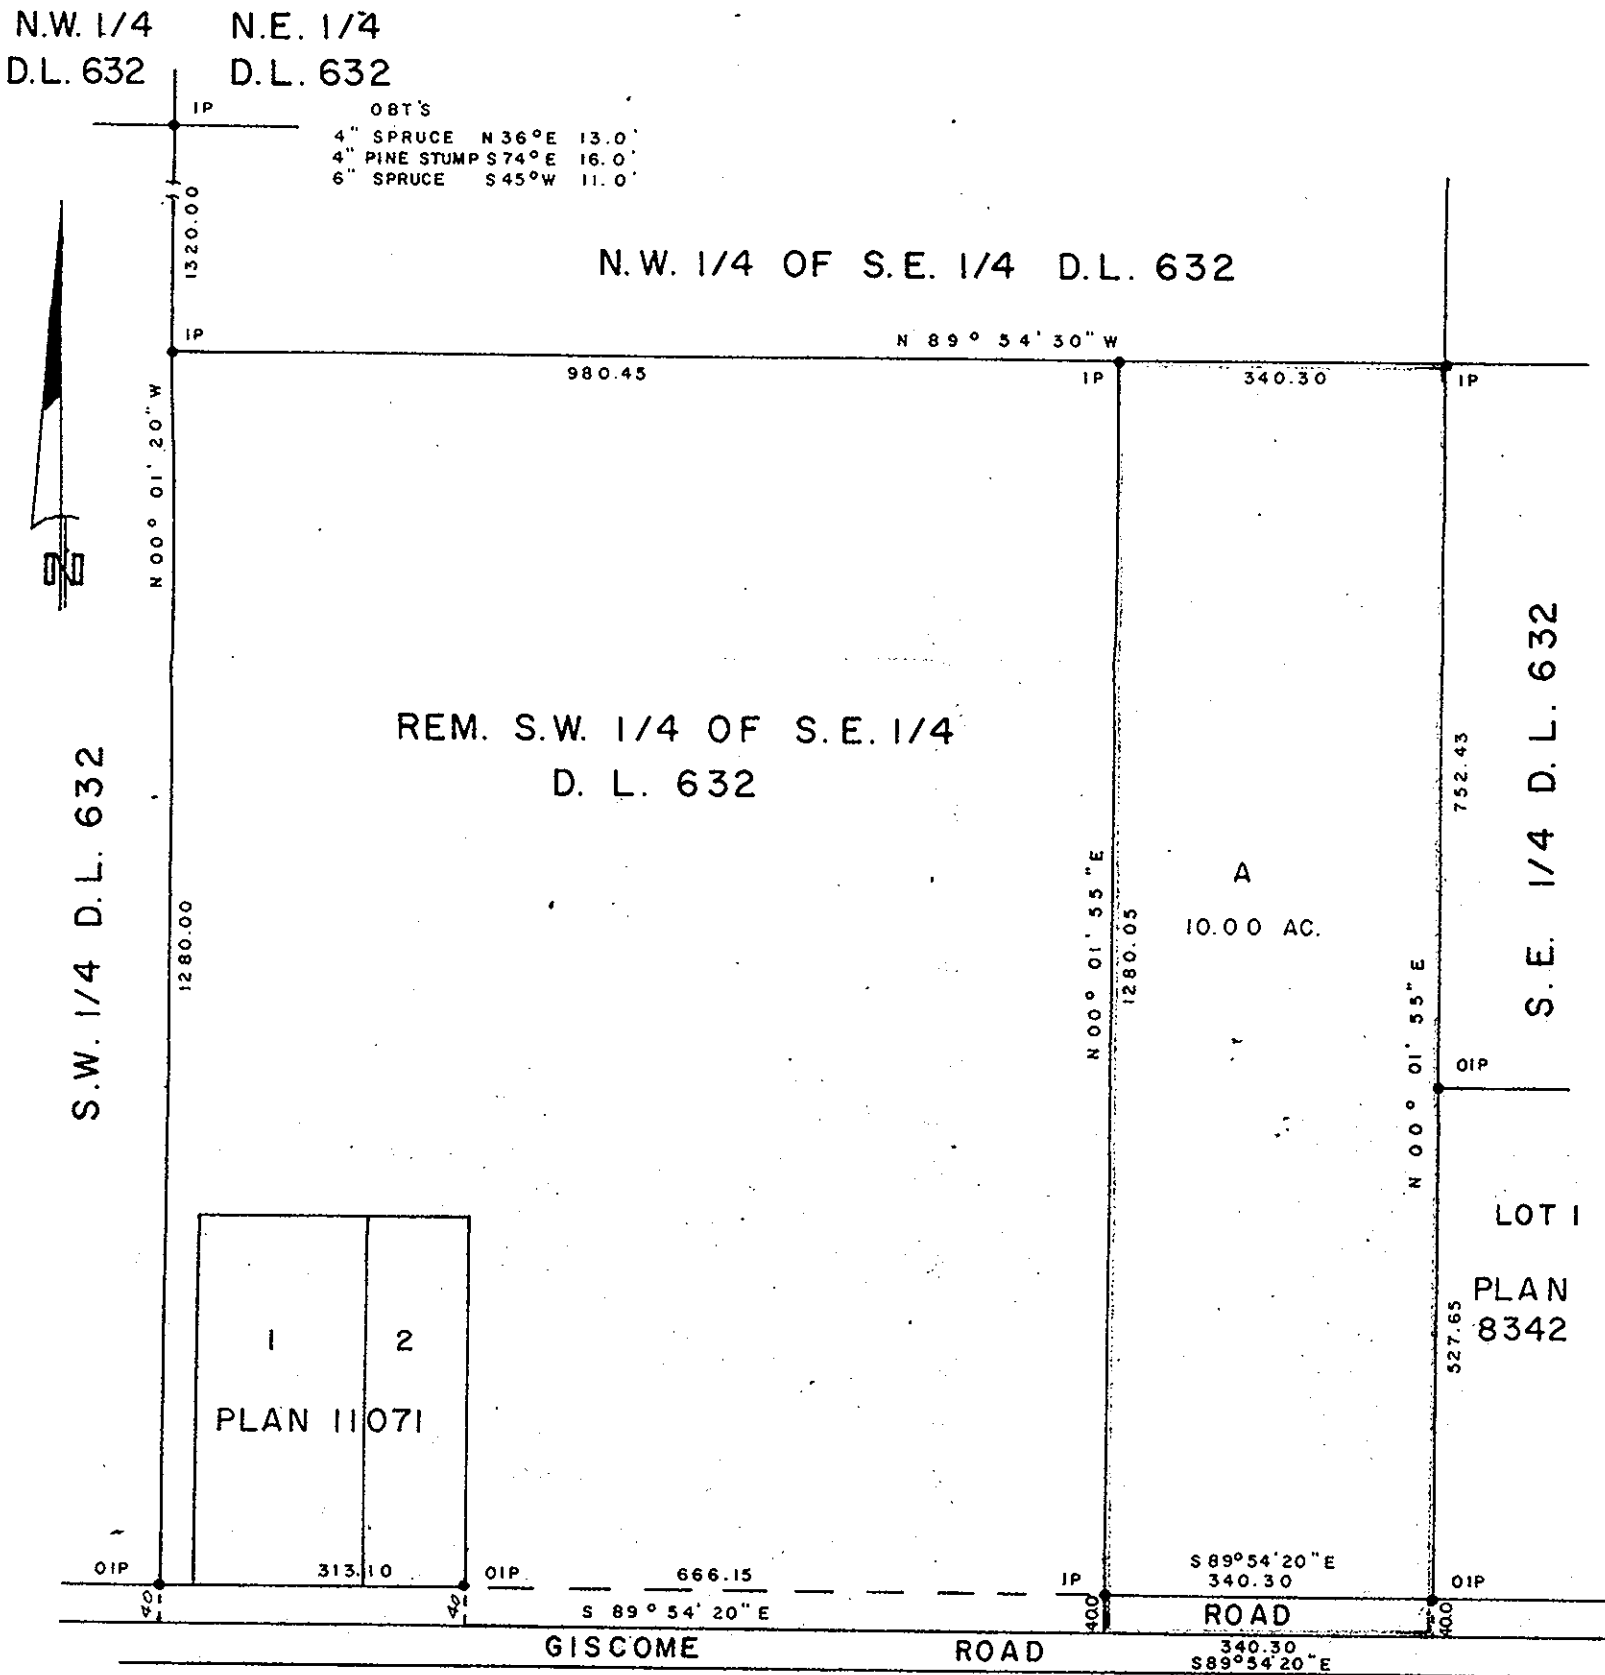 N.W. 1/4 N.E. 1/4
D.L. 632 D.L. 632
IP
OBT'S
4" SPRUCE N 36° E 13.0'
4" PINE STUMP S 74° E 16.0'
6" SPRUCE S 45° W 11.0'
1320.00
N.W. 1/4 OF S.E. 1/4 D.L. 632
IP
N 89° 54' 30" W
980.45
IP
340.30
IP
N 00° 01' 20" W
N
REM. S.W. 1/4 OF S.E. 1/4
D. L. 632
S.W. 1/4 D.L. 632
1280.00
N 00° 01' 55" E
1280.05
A
10.00 AC.
N 00° 01' 55" E
752.43
S.E. 1/4 D.L. 632
OIP
LOT 1
PLAN
8342
527.65
1 2
PLAN 11071
OIP
313.10
OIP
666.15
IP
S 89° 54' 20" E
340.30
OIP
40
40
S 89° 54' 20" E
40.0
ROAD
40.0
GISCOME ROAD
340.30
S 89° 54' 20" E